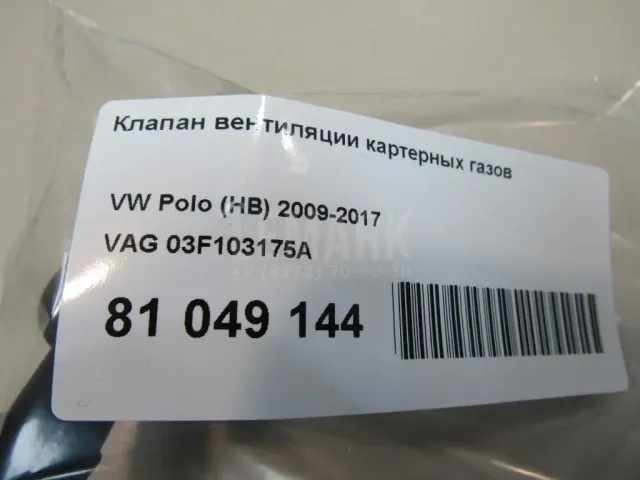 Клапан вентиляции картерных газов
VW Polo (HB) 2009-2017
VAG 03F103175A
81 049 144